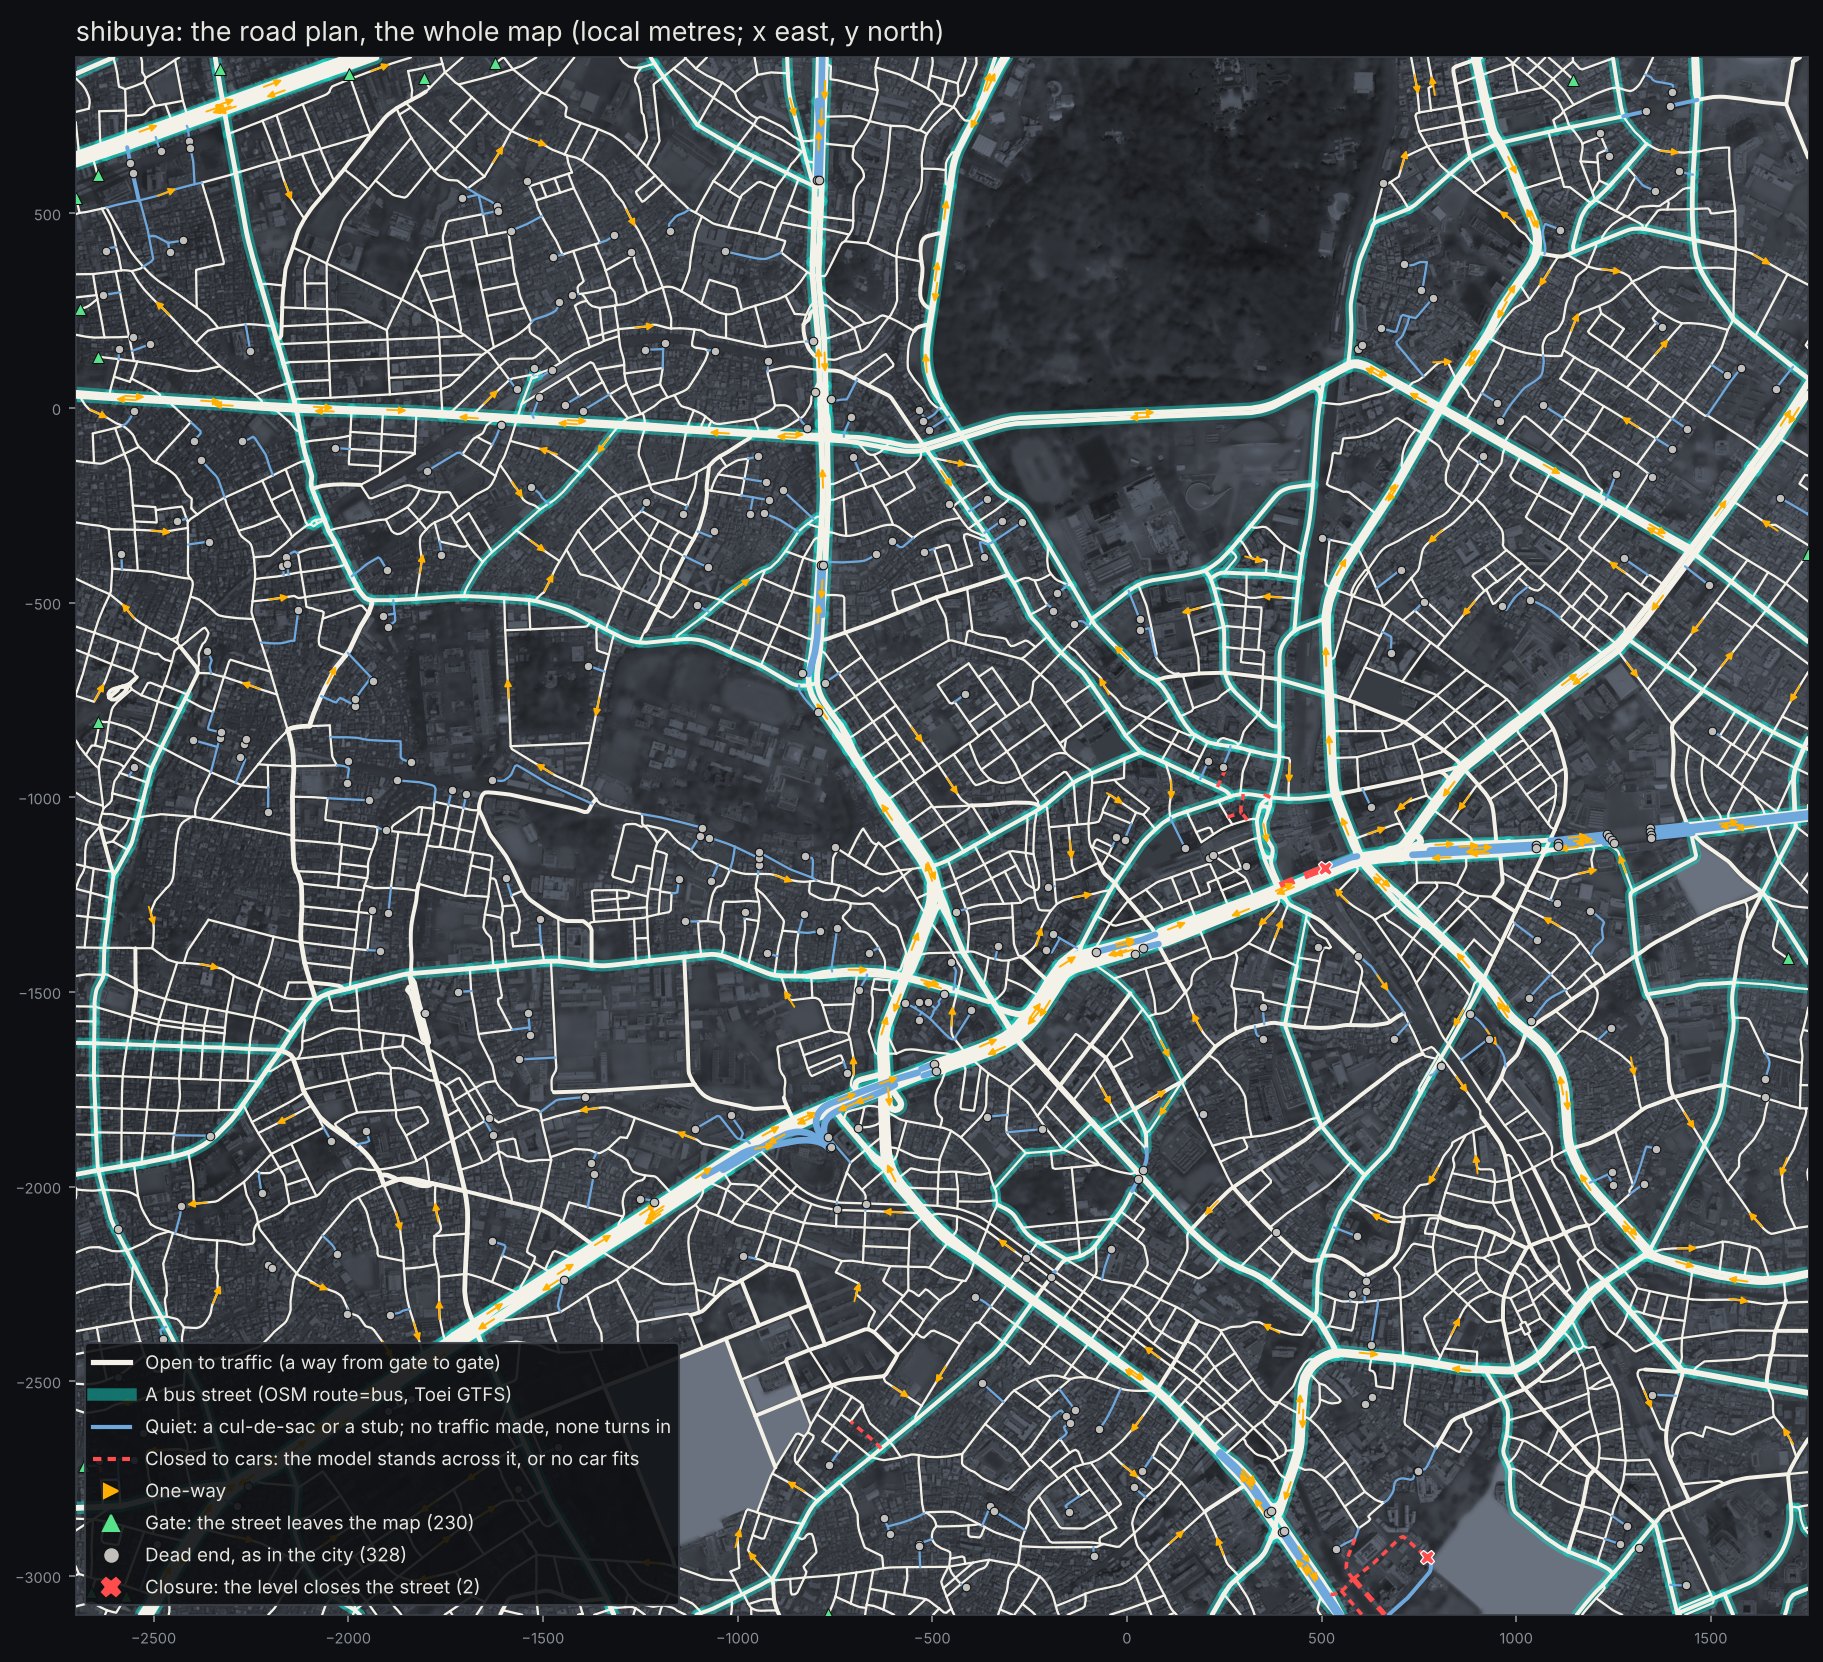 shibuya: the road plan, the whole map (local metres; x east, y north)
500
0
−500
−1000
−1500
−2000
−2500
−3000
Open to traffic (a way from gate to gate)
A bus street (OSM route=bus, Toei GTFS)
Quiet: a cul-de-sac or a stub; no traffic made, none turns in
Closed to cars: the model stands across it, or no car fits
One-way
Gate: the street leaves the map (230)
Dead end, as in the city (328)
Closure: the level closes the street (2)
−2500 −2000 −1500 −1000 −500 0 500 1000 1500